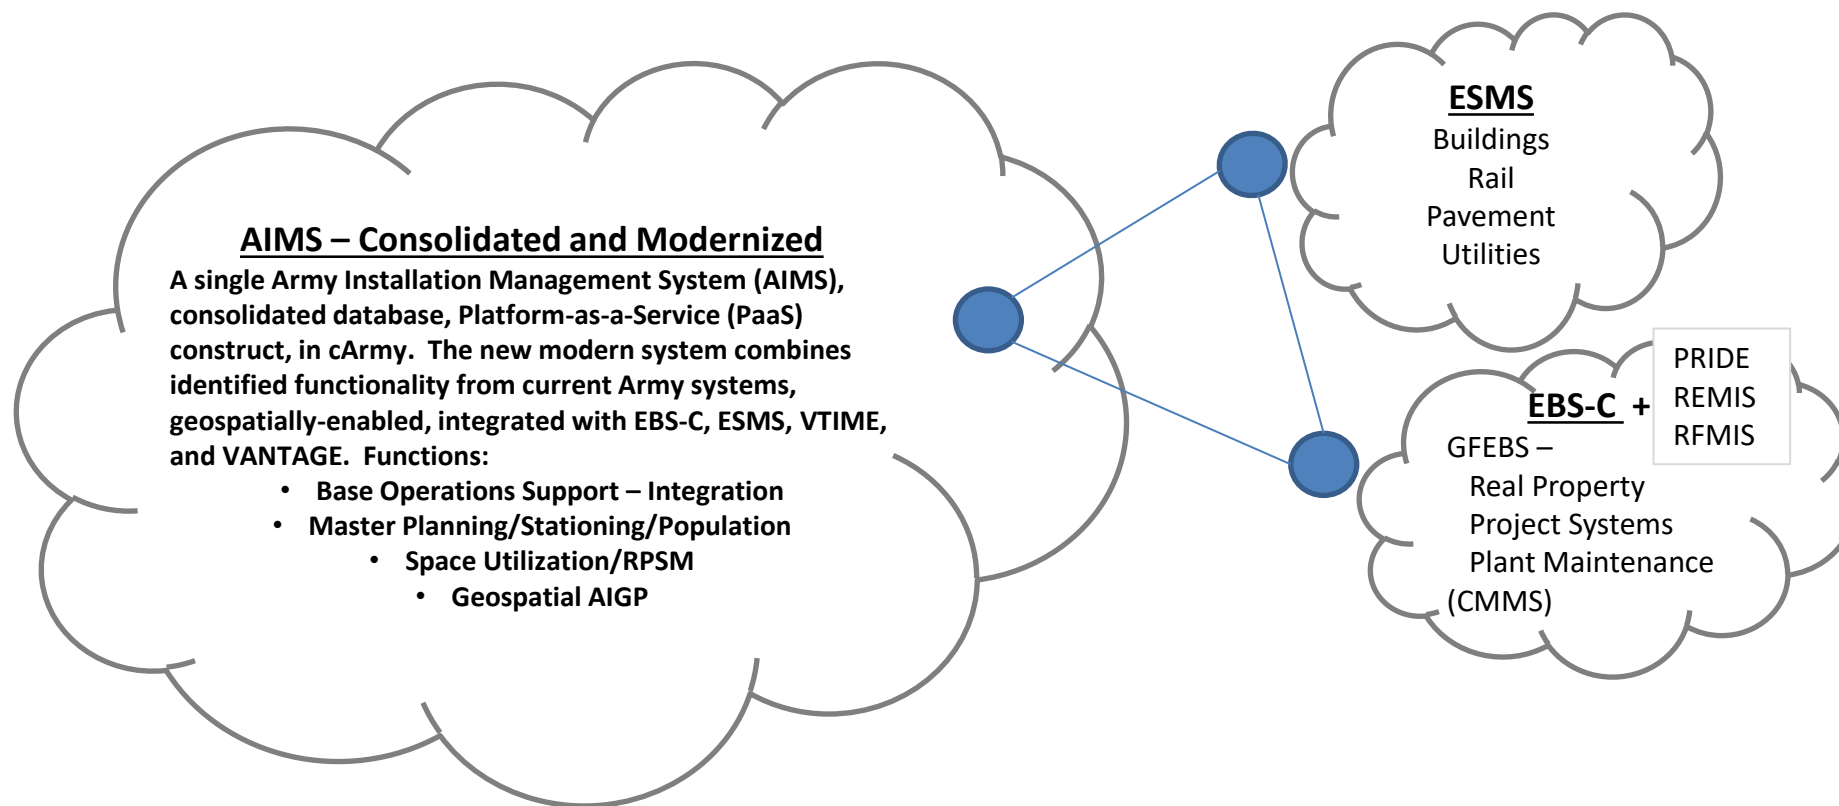 AIMS – Consolidated and Modernized
A single Army Installation Management System (AIMS),
consolidated database, Platform-as-a-Service (PaaS)
construct, in cArmy.  The new modern system combines
identified functionality from current Army systems,
geospatially-enabled, integrated with EBS-C, ESMS, VTIME,
and VANTAGE.  Functions:
• Base Operations Support – Integration
• Master Planning/Stationing/Population
• Space Utilization/RPSM
• Geospatial AIGP
ESMS
Buildings
Rail
Pavement
Utilities
EBS-C +
PRIDE
REMIS
RFMIS
GFEBS –
Real Property
Project Systems
Plant Maintenance
(CMMS)